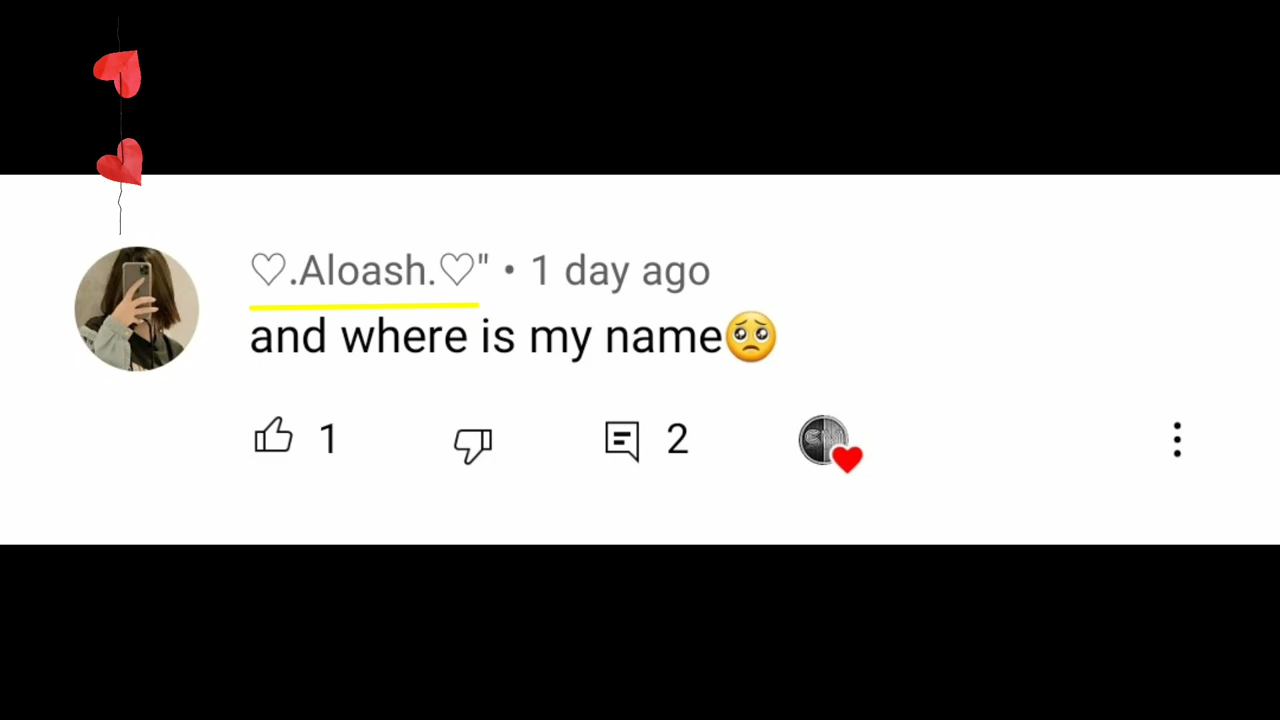 ♡.Aloash.♡" • 1 day ago
and where is my name🥺
1 2